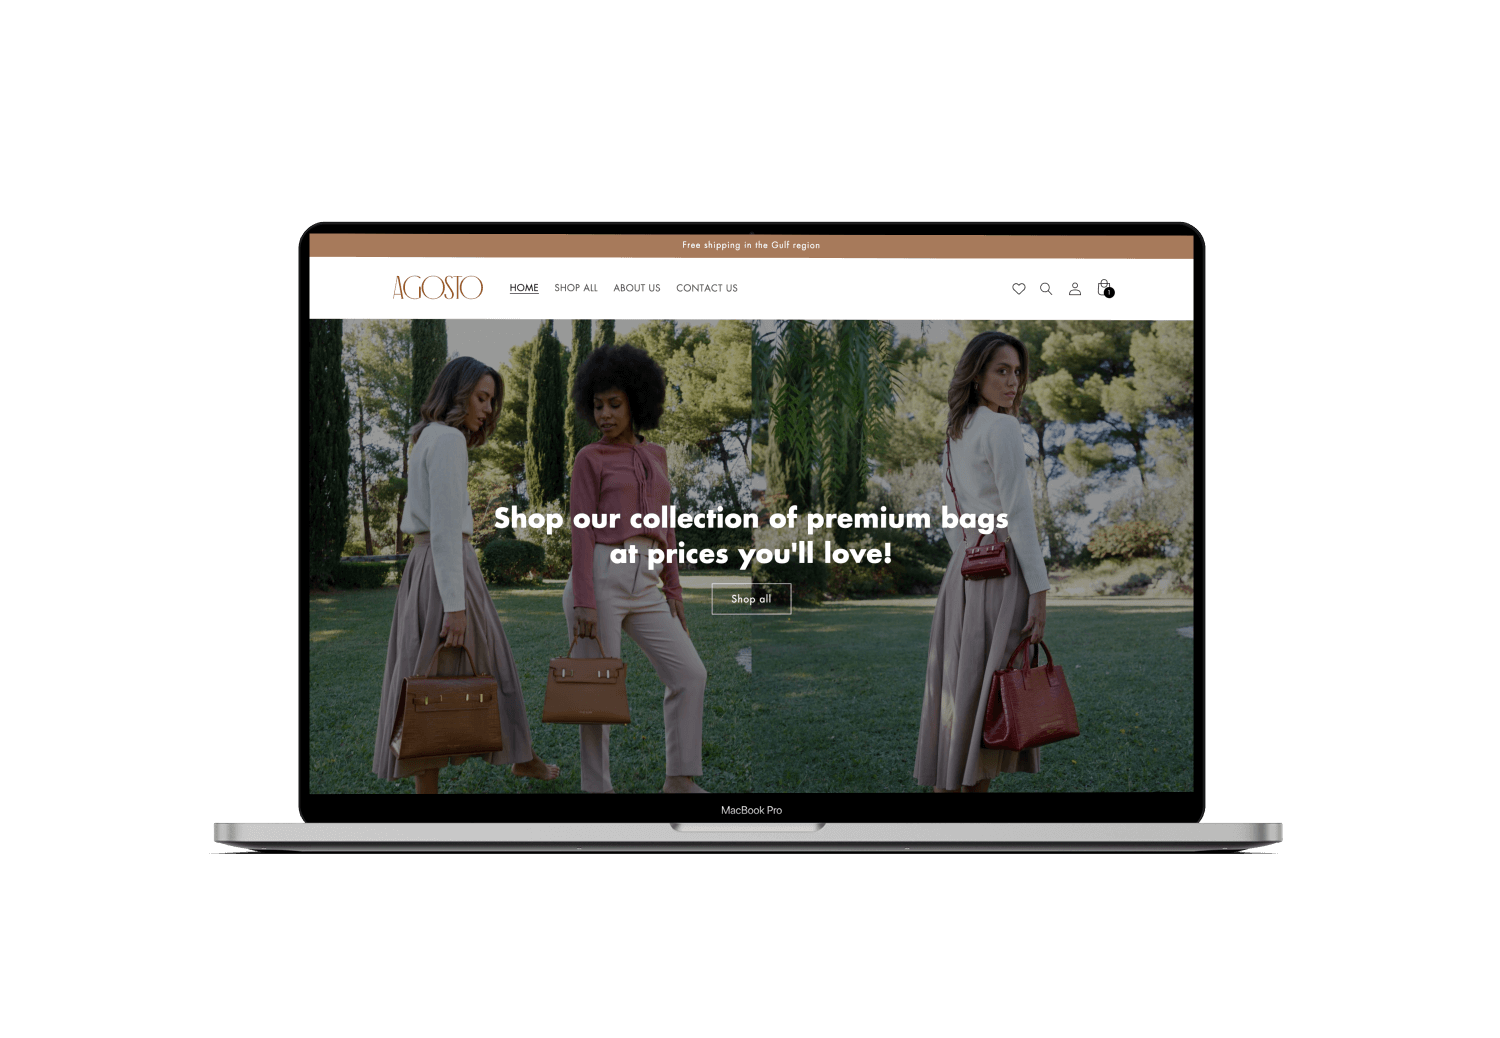 Free shipping in the Gulf region
AGOSTO
HOME SHOP ALL ABOUT US CONTACT US
1
Shop our collection of premium bags
at prices you'll love!
Shop all
MacBook Pro